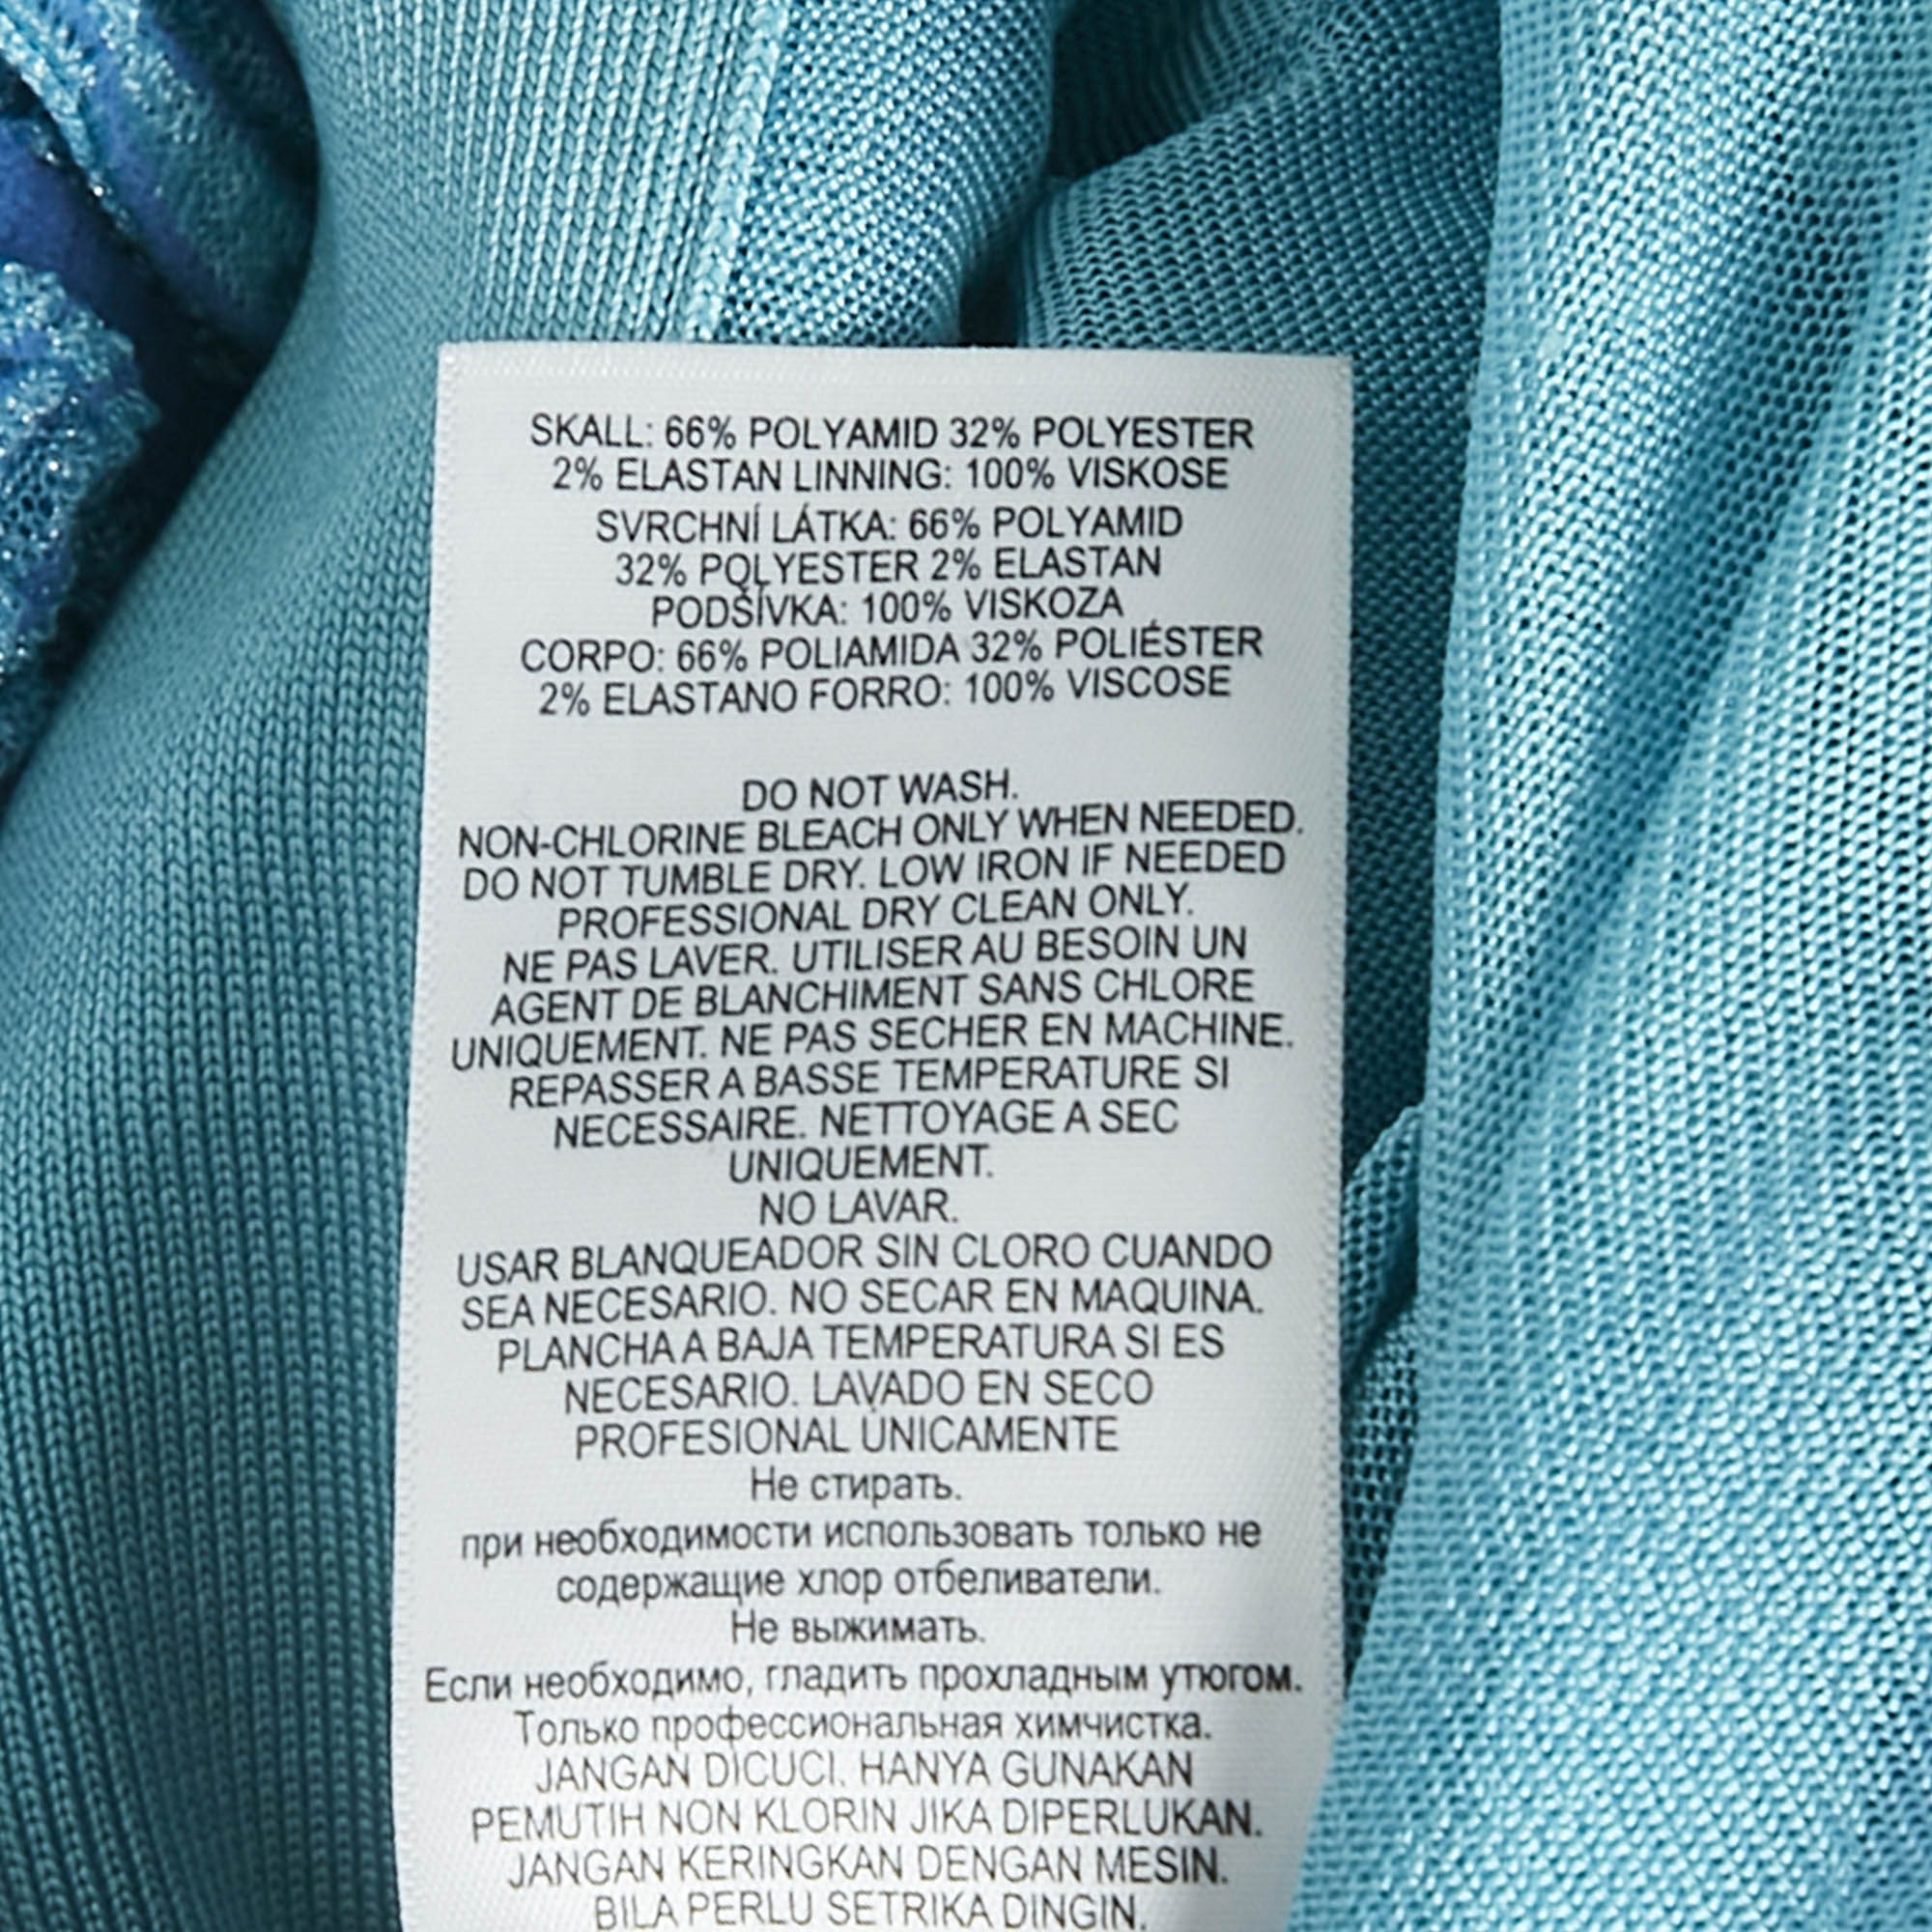 SKALL: 66% POLYAMID 32% POLYESTER
2% ELASTAN LINNING: 100% VISKOSE
SVRCHNÍ LÁTKA: 66% POLYAMID
32% POLYESTER 2% ELASTAN
PODŠÍVKA: 100% VISKOZA
CORPO: 66% POLIAMIDA 32% POLIÉSTER
2% ELASTANO FORRO: 100% VISCOSE
DO NOT WASH.
NON-CHLORINE BLEACH ONLY WHEN NEEDED.
DO NOT TUMBLE DRY. LOW IRON IF NEEDED
PROFESSIONAL DRY CLEAN ONLY.
NE PAS LAVER. UTILISER AU BESOIN UN
AGENT DE BLANCHIMENT SANS CHLORE
UNIQUEMENT. NE PAS SECHER EN MACHINE.
REPASSER A BASSE TEMPERATURE SI
NECESSAIRE. NETTOYAGE A SEC
UNIQUEMENT.
NO LAVAR.
USAR BLANQUEADOR SIN CLORO CUANDO
SEA NECESARIO. NO SECAR EN MAQUINA.
PLANCHA A BAJA TEMPERATURA SI ES
NECESARIO. LAVADO EN SECO
PROFESIONAL ÚNICAMENTE
Не стирать.
при необходимости использовать только не
содержащие хлор отбеливатели.
Не выжимать.
Если необходимо, гладить прохладным утюгом.
Только профессиональная химчистка.
JANGAN DICUCI. HANYA GUNAKAN
PEMUTIH NON KLORIN JIKA DIPERLUKAN.
JANGAN KERINGKAN DENGAN MESIN.
BILA PERLU SETRIKA DINGIN.